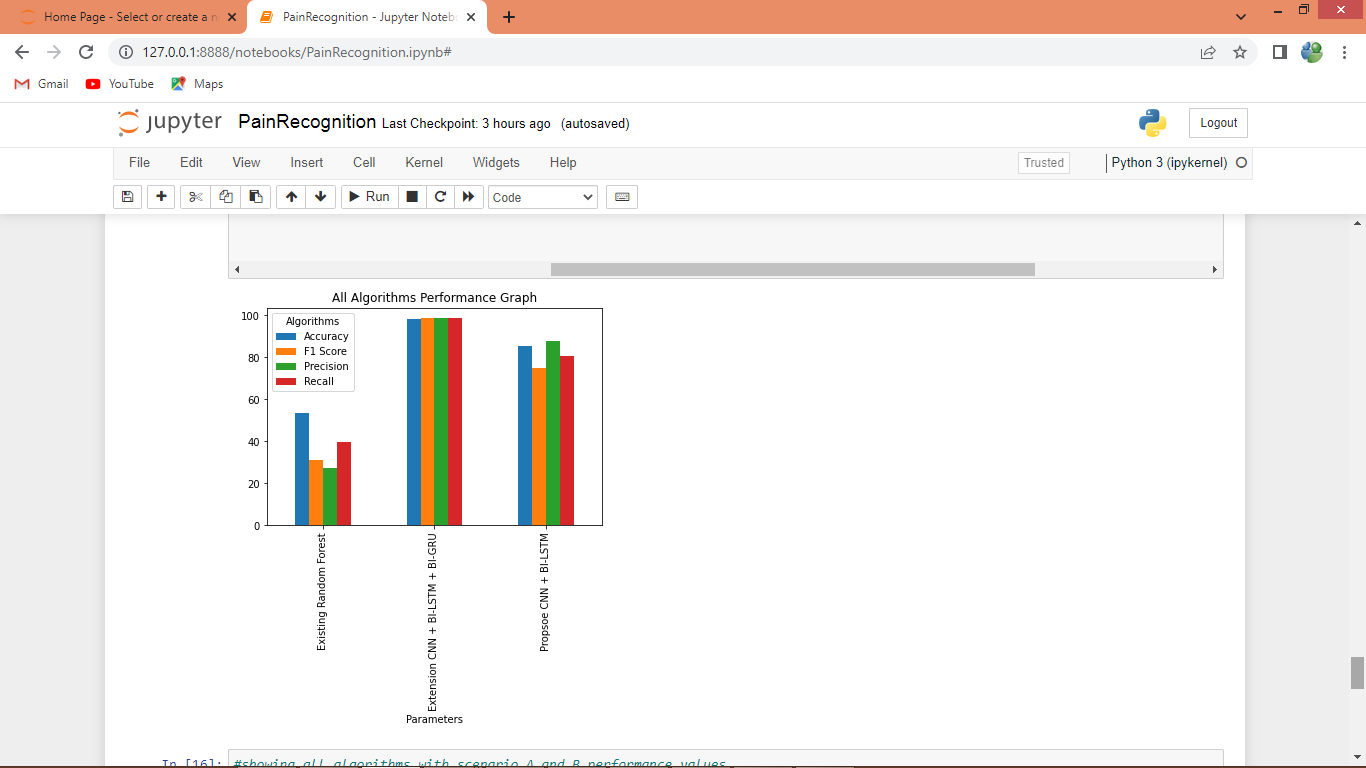 Home Page - Select or create a n
PainRecognition - Jupyter Noteb
127.0.0.1:8888/notebooks/PainRecognition.ipynb#
Gmail YouTube Maps
jupyter PainRecognition Last Checkpoint: 3 hours ago (autosaved)
Logout
File Edit View Insert Cell Kernel Widgets Help
Trusted
Python 3 (ipykernel)
Run
Code
All Algorithms Performance Graph
Algorithms
Accuracy
F1 Score
Precision
Recall
100
80
60
40
20
0
Existing Random Forest
Extension CNN + BI-LSTM + BI-GRU
Propsoe CNN + BI-LSTM
Parameters
In [16]: #showing all algorithms with scenario A and B performance values